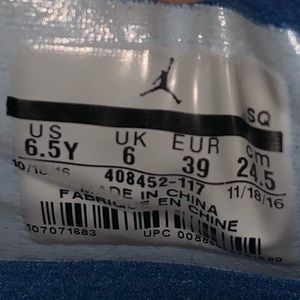 SQ
US UK EUR cm
6.5Y 6 39 24.5
10/18/16 408452-117 11/18/16
MADE IN CHINA
FABRIQUE EN CHINE
107071683 UPC